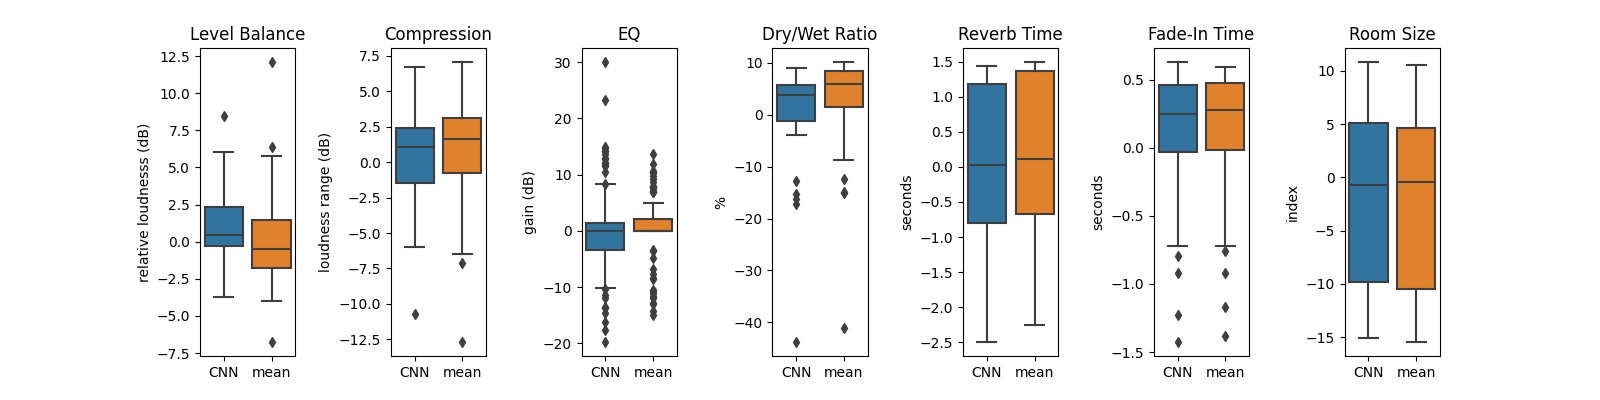 Level Balance
relative loudnesss (dB)
12.5
10.0
7.5
5.0
2.5
0.0
−2.5
−5.0
−7.5
CNN mean
Compression
loudness range (dB)
7.5
5.0
2.5
0.0
−2.5
−5.0
−7.5
−10.0
−12.5
CNN mean
EQ
gain (dB)
30
20
10
0
−10
−20
CNN mean
Dry/Wet Ratio
%
10
0
−10
−20
−30
−40
CNN mean
Reverb Time
seconds
1.5
1.0
0.5
0.0
−0.5
−1.0
−1.5
−2.0
−2.5
CNN mean
Fade-In Time
seconds
0.5
0.0
−0.5
−1.0
−1.5
CNN mean
Room Size
index
10
5
0
−5
−10
−15
CNN mean